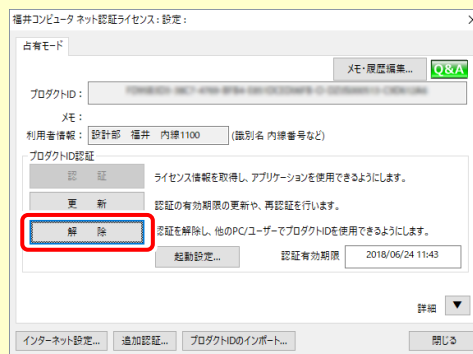 福井コンピュータ ネット認証ライセンス：設定：
占有モード
メモ・履歴編集...
Q&A
プロダクトID：
メモ：
利用者情報： 設計部 福井 内線1100 (識別名 内線番号など)
プロダクトID認証
認 証 ライセンス情報を取得し、アプリケーションを使用できるようにします。
更 新 認証の有効期限の更新や、再認証を行います。
解 除 認証を解除し、他のPC/ユーザーでプロダクトIDを使用できるようにします。
起動設定... 認証有効期限 2018/06/24 11:43
詳細 ▼
インターネット設定... 追加認証... プロダクトIDのインポート... 閉じる